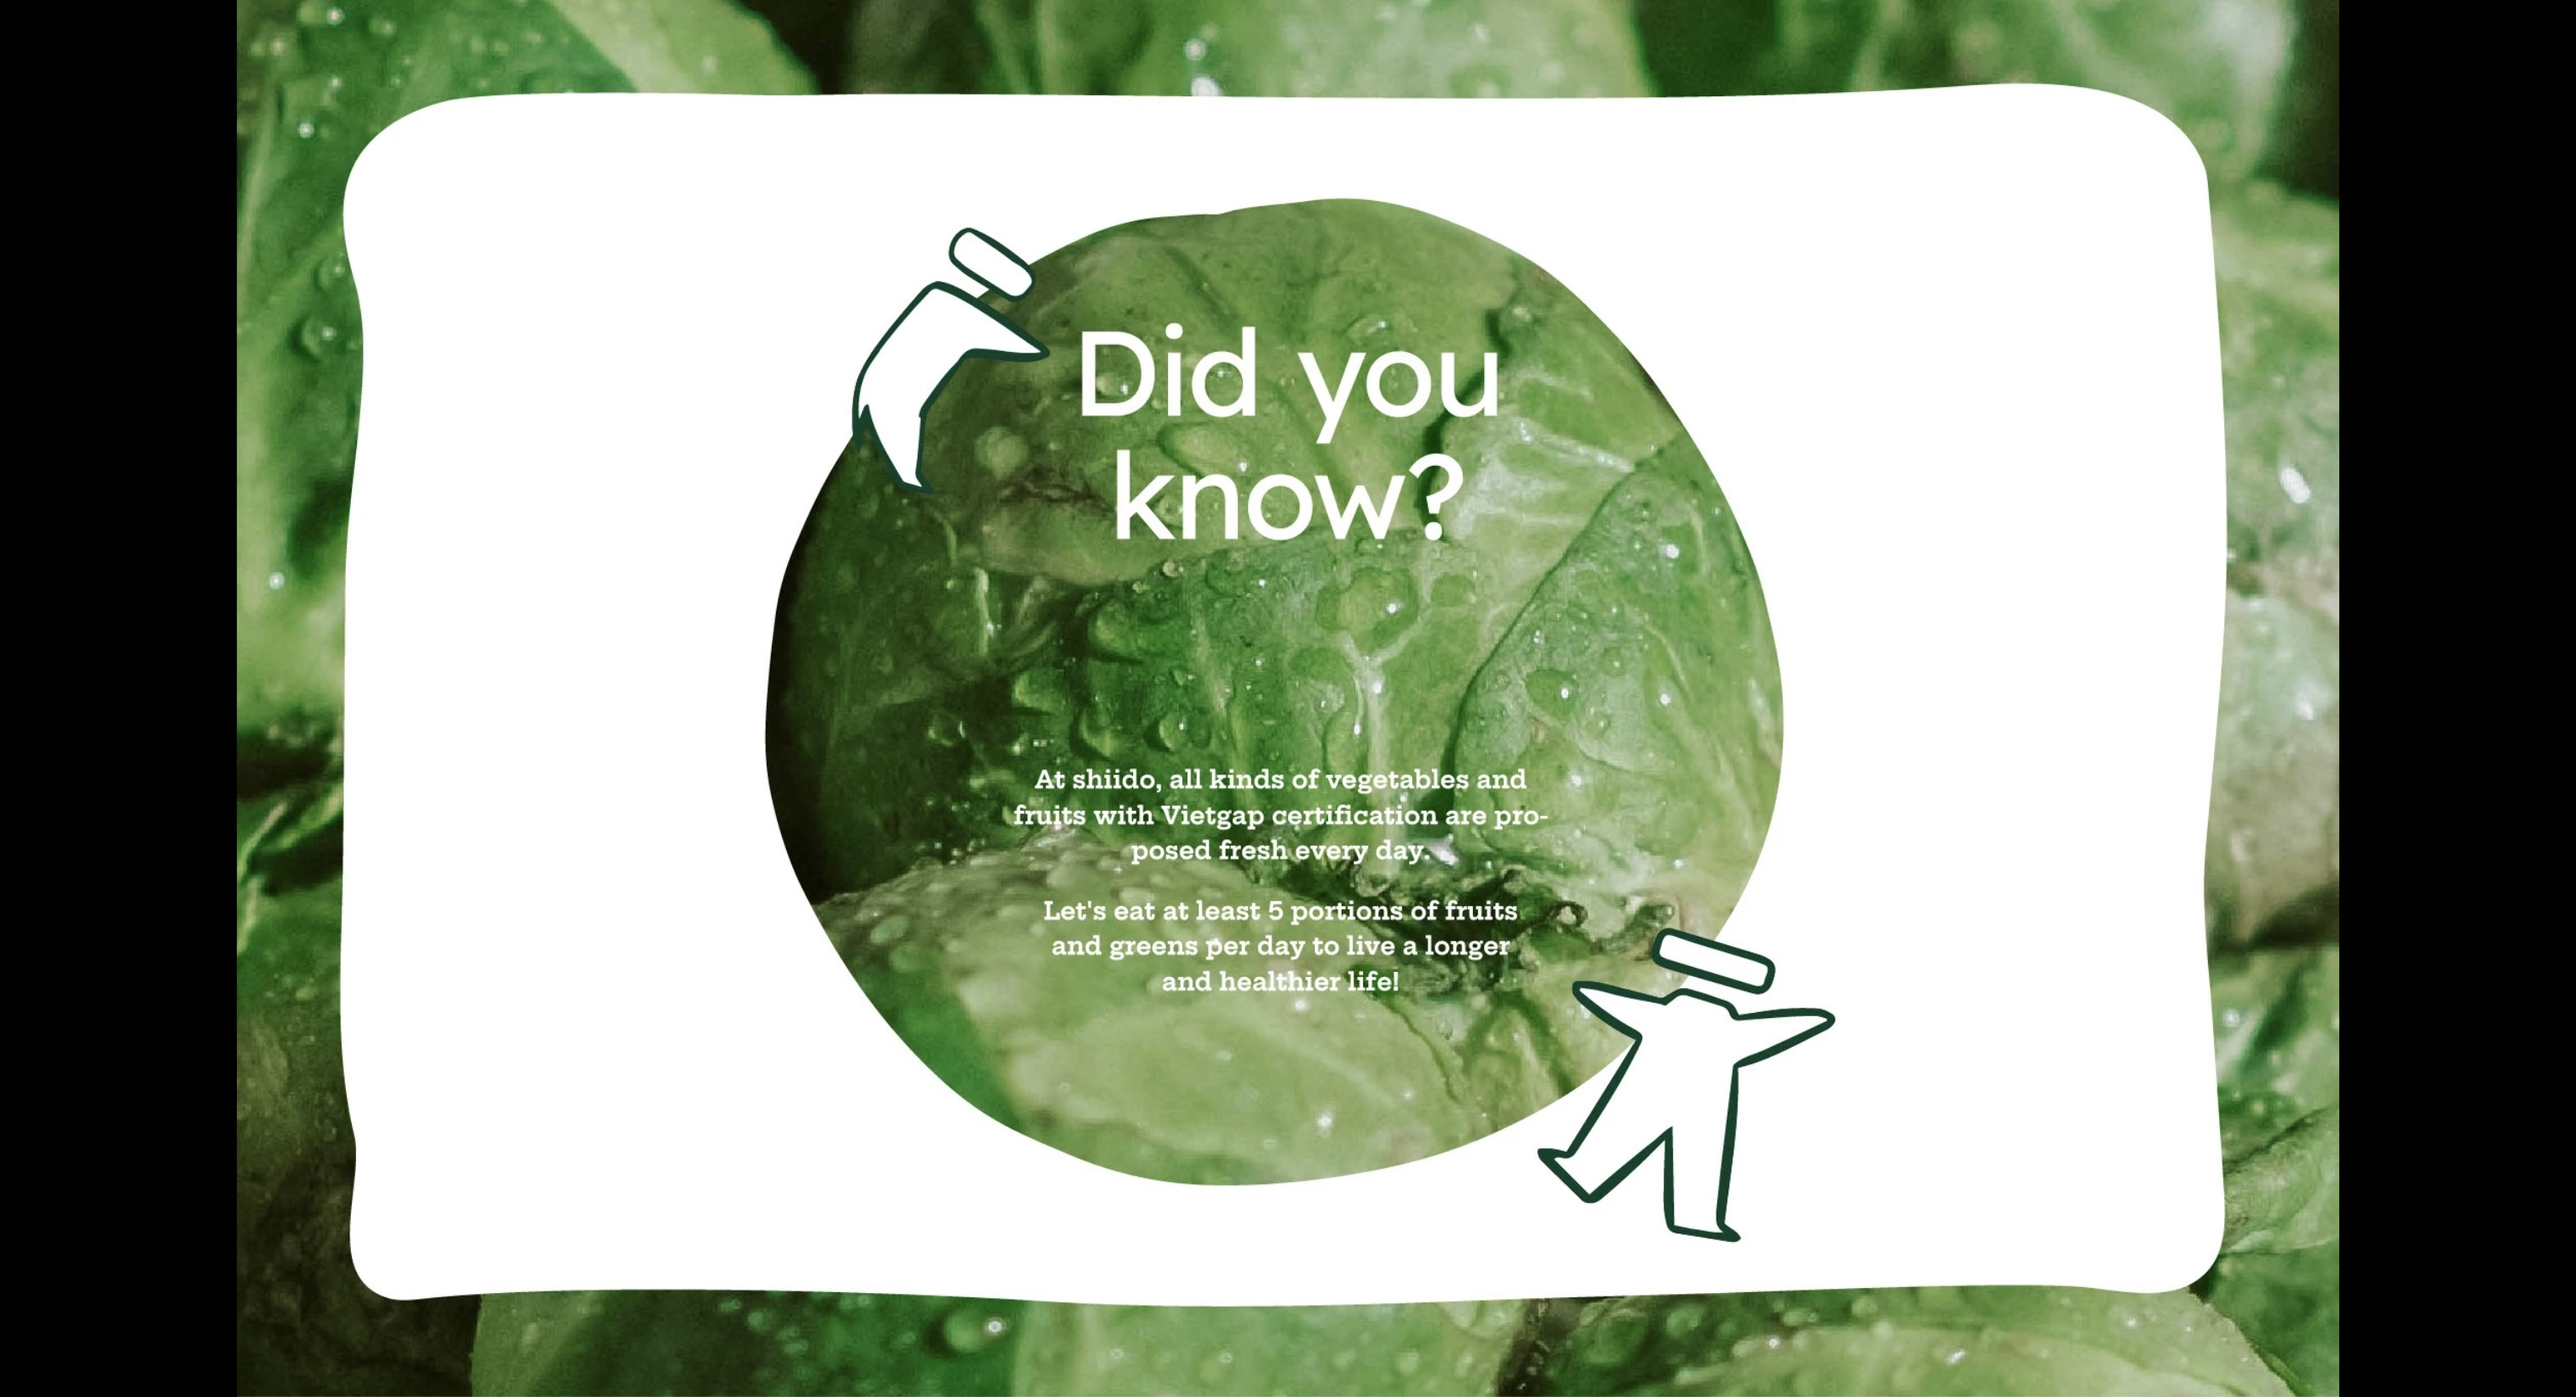 Did you
know?
At shiido, all kinds of vegetables and
fruits with Vietgap certification are pro-
posed fresh every day.
Let's eat at least 5 portions of fruits
and greens per day to live a longer
and healthier life!